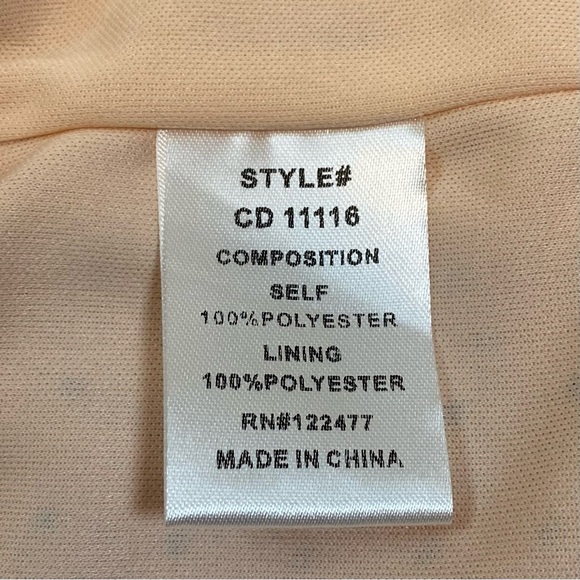 STYLE#
CD 11116
COMPOSITION
SELF
100%POLYESTER
LINING
100%POLYESTER
RN#122477
MADE IN CHINA